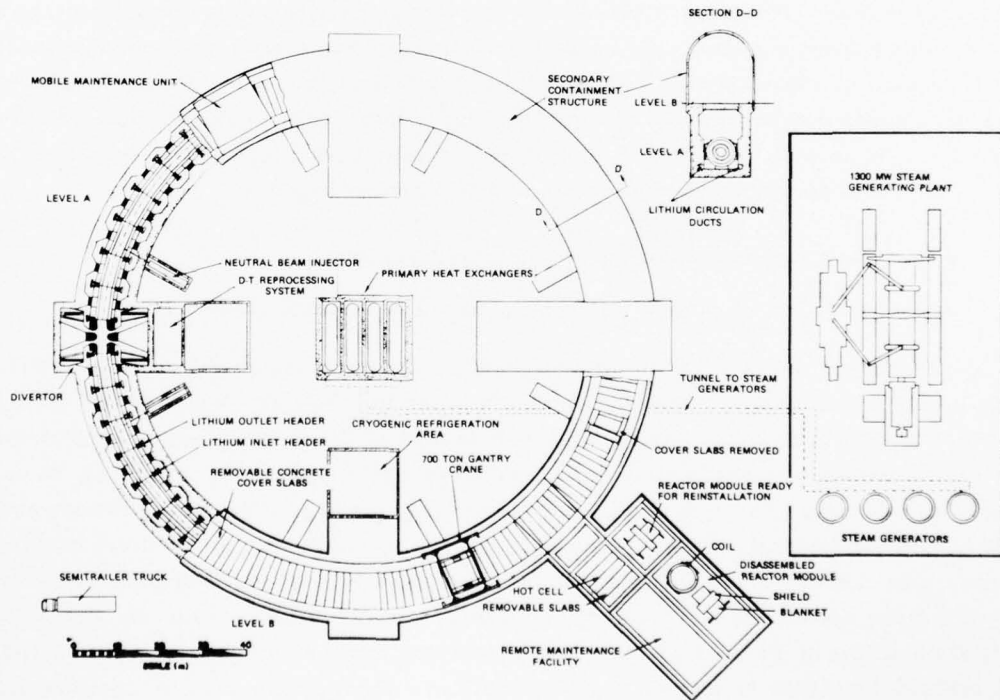 SECTION D–D
MOBILE MAINTENANCE UNIT
SECONDARY
CONTAINMENT
STRUCTURE
LEVEL B
LEVEL A
LITHIUM CIRCULATION
DUCTS
D
D
1300 MW STEAM
GENERATING PLANT
LEVEL A
NEUTRAL BEAM INJECTOR
D-T REPROCESSING
SYSTEM
PRIMARY HEAT EXCHANGERS
DIVERTOR
TUNNEL TO STEAM
GENERATORS
LITHIUM OUTLET HEADER
LITHIUM INLET HEADER
CRYOGENIC REFRIGERATION
AREA
COVER SLABS REMOVED
REMOVABLE CONCRETE
COVER SLABS
700 TON GANTRY
CRANE
REACTOR MODULE READY
FOR REINSTALLATION
STEAM GENERATORS
COIL
DISASSEMBLED
REACTOR MODULE
SHIELD
BLANKET
SEMITRAILER TRUCK
HOT CELL
REMOVABLE SLABS
LEVEL B
REMOTE MAINTENANCE
FACILITY
0 40
SCALE (m)